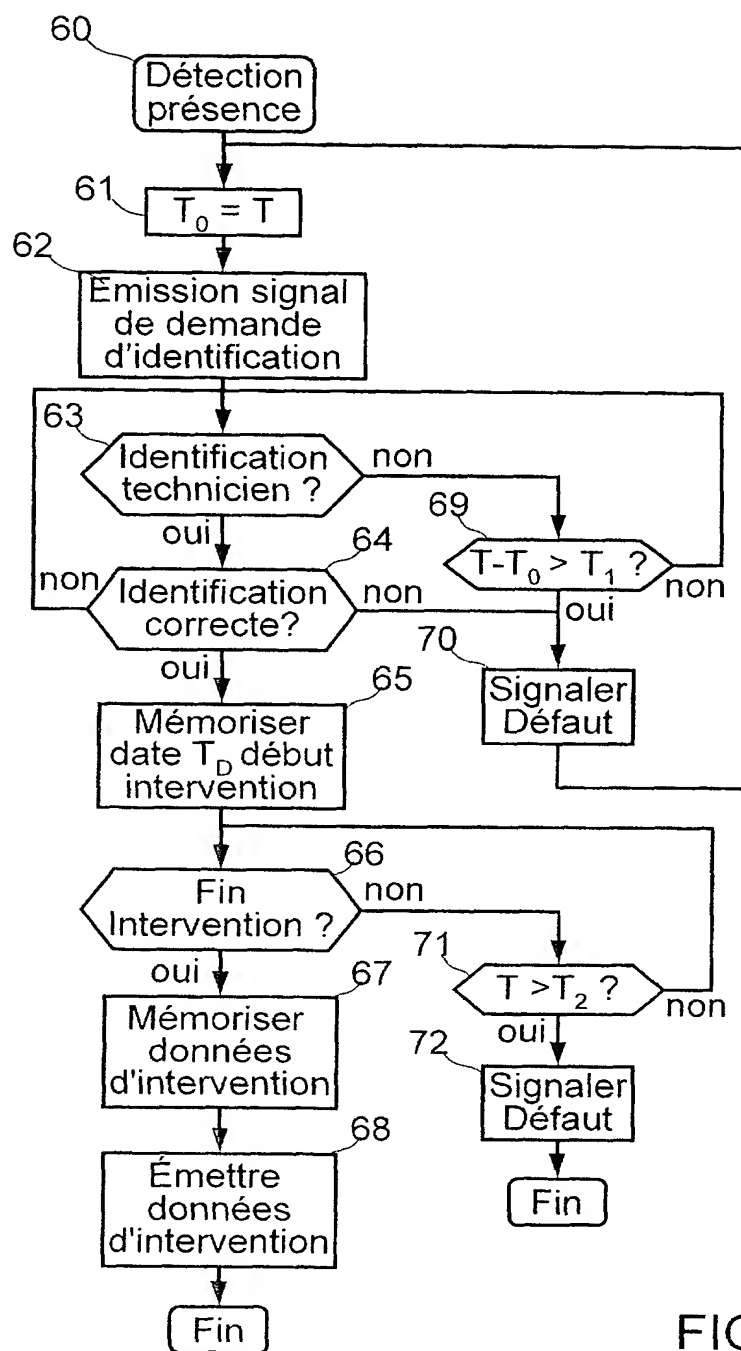 60
Détection
présence
61
T₀ = T
62
Emission signal
de demande
d'identification
63
Identification
technicien ?
non
oui
69
T-T₀ > T₁ ?
non
oui
64
non
Identification
correcte?
non
oui
70
Signaler
Défaut
65
Mémoriser
date T_D début
intervention
66
Fin
Intervention ?
non
oui
71
T >T₂ ?
non
oui
67
Mémoriser
données
d'intervention
72
Signaler
Défaut
Fin
68
Émettre
données
d'intervention
Fin
FIG